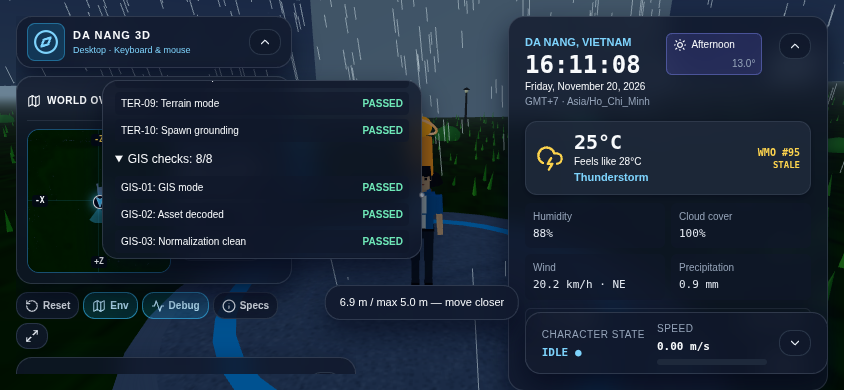 DA NANG 3D
Desktop · Keyboard & mouse
WORLD OV
-Z
-X
+Z
TER-09: Terrain mode PASSED
TER-10: Spawn grounding PASSED
▼ GIS checks: 8/8
GIS-01: GIS mode PASSED
GIS-02: Asset decoded PASSED
GIS-03: Normalization clean PASSED
Reset Env Debug Specs
6.9 m / max 5.0 m — move closer
DA NANG, VIETNAM
16:11:08
Friday, November 20, 2026
GMT+7 · Asia/Ho_Chi_Minh
Afternoon
13.0°
25°C
Feels like 28°C
Thunderstorm
WMO #95
STALE
Humidity Cloud cover
88% 100%
Wind Precipitation
20.2 km/h · NE 0.9 mm
CHARACTER STATE SPEED
IDLE ● 0.00 m/s